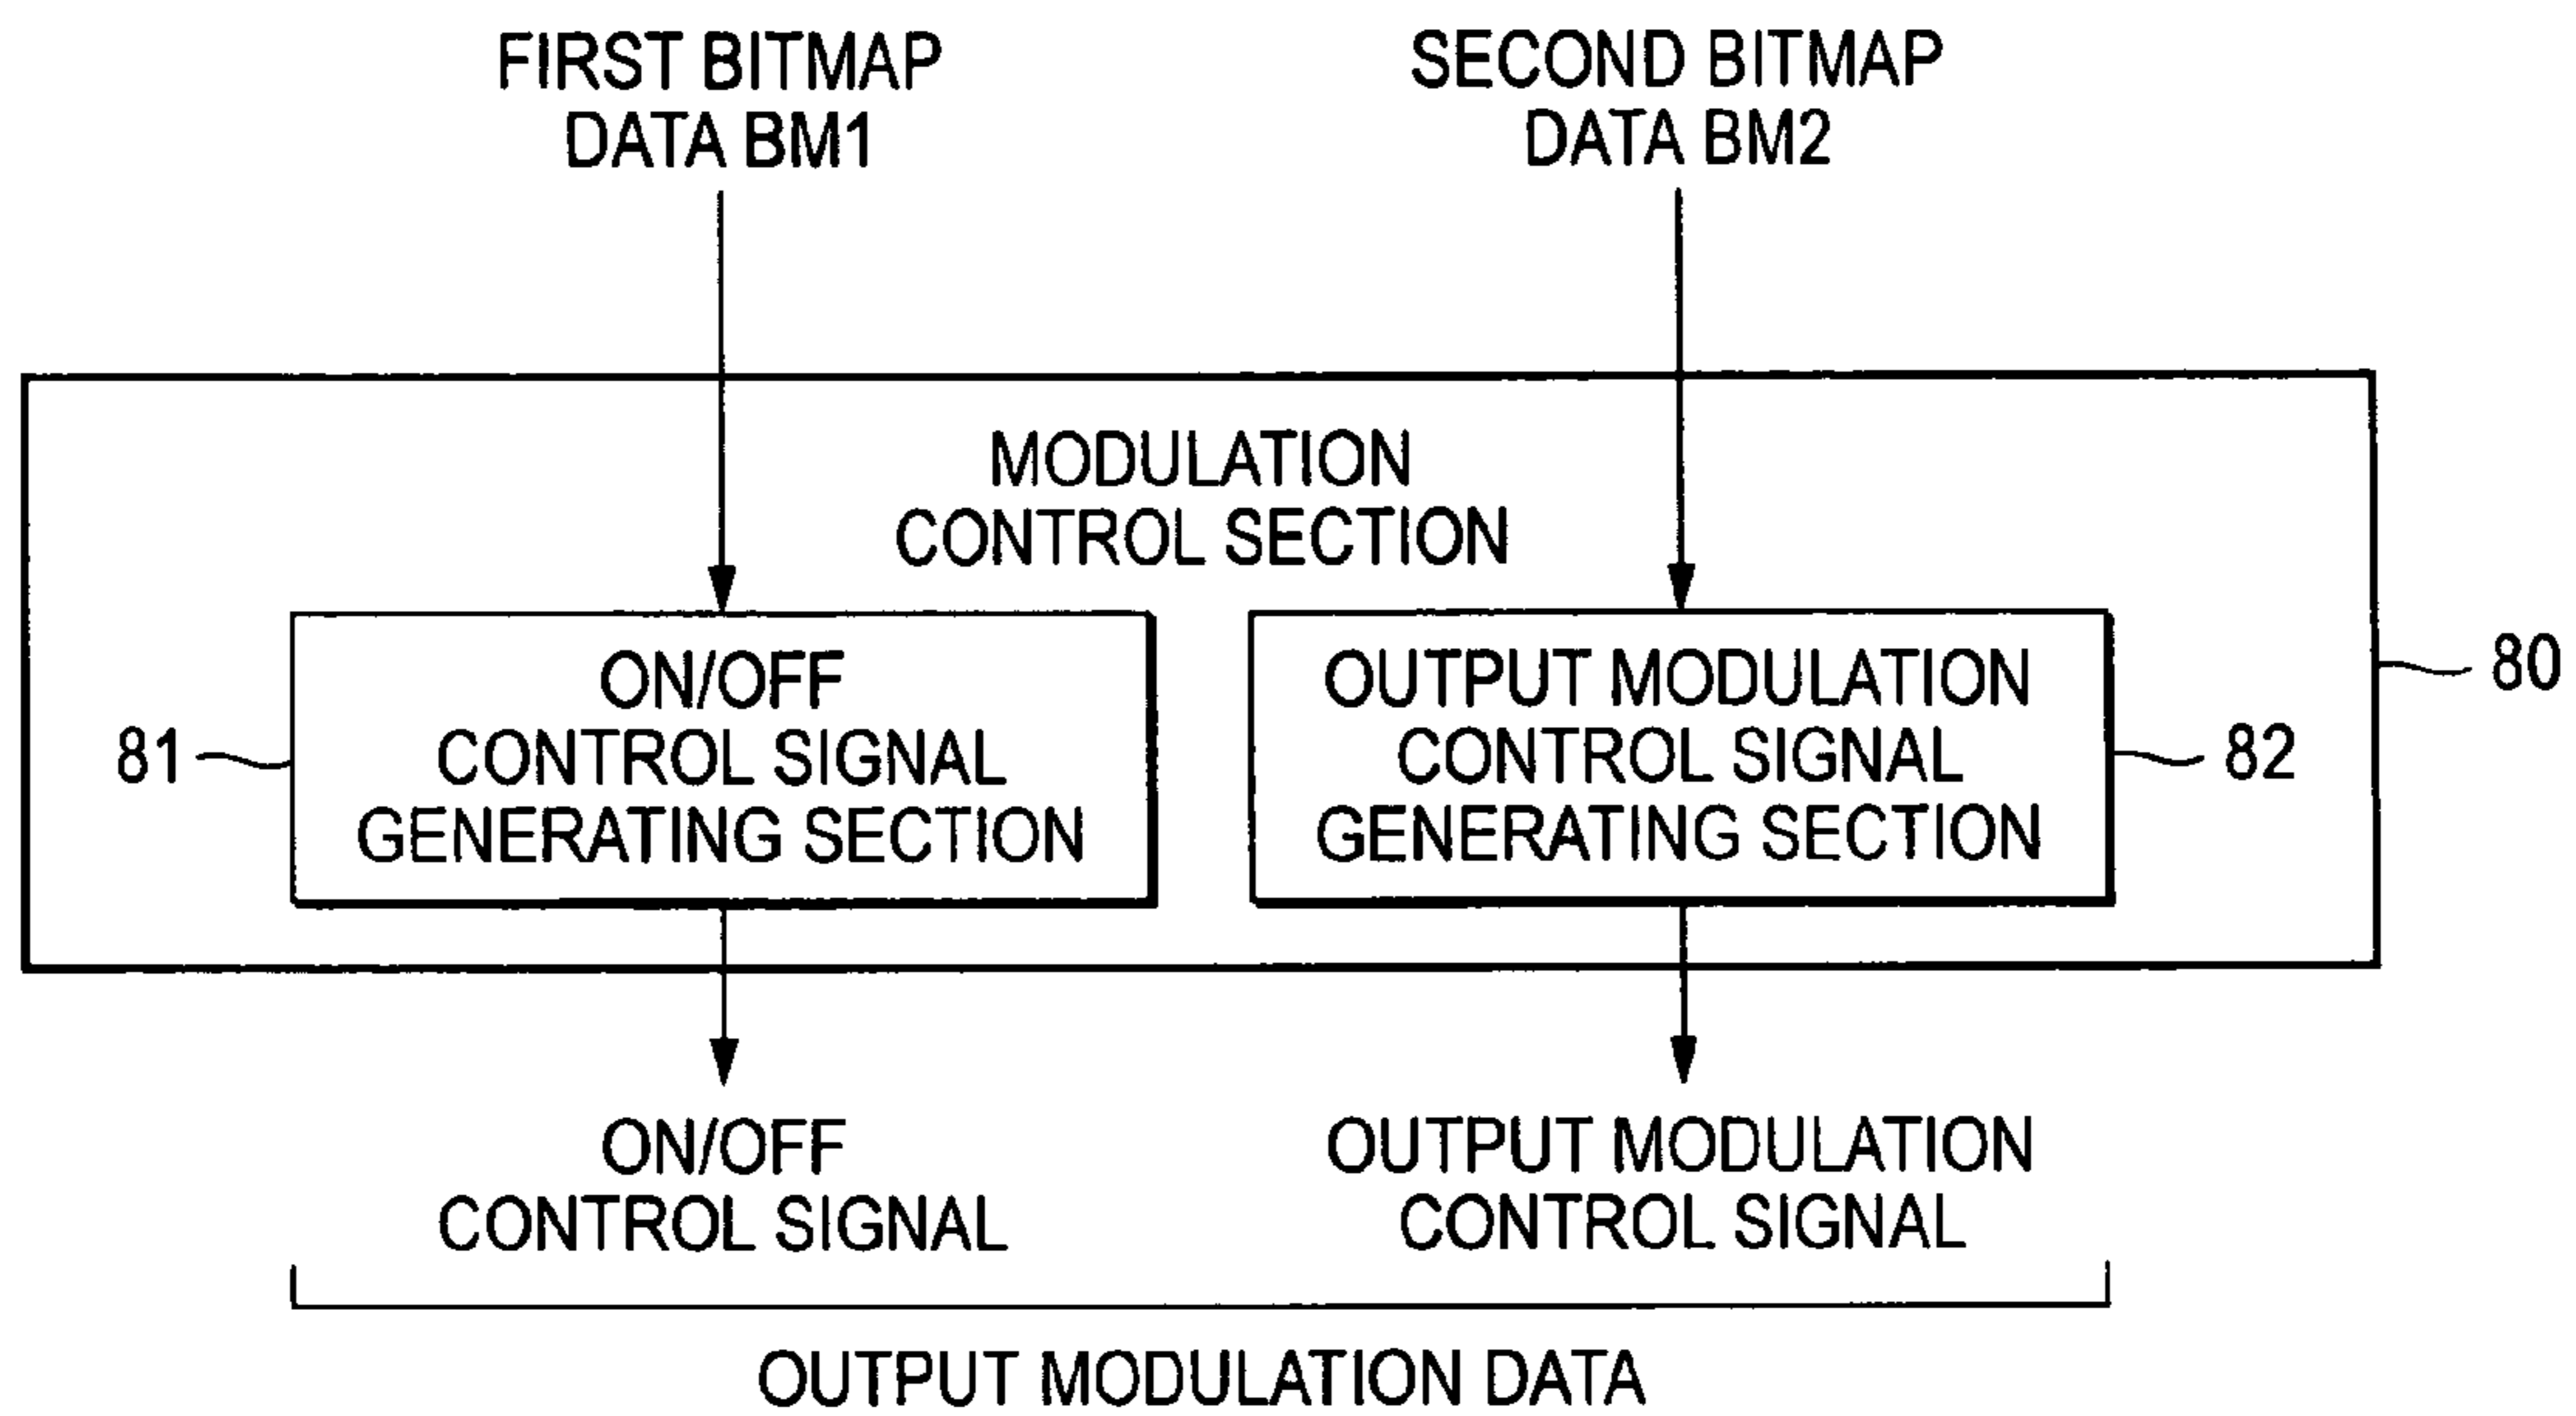 FIRST BITMAP
DATA BM1
SECOND BITMAP
DATA BM2
MODULATION
CONTROL SECTION
ON/OFF
CONTROL SIGNAL
GENERATING SECTION
81
OUTPUT MODULATION
CONTROL SIGNAL
GENERATING SECTION
82
80
ON/OFF
CONTROL SIGNAL
OUTPUT MODULATION
CONTROL SIGNAL
OUTPUT MODULATION DATA